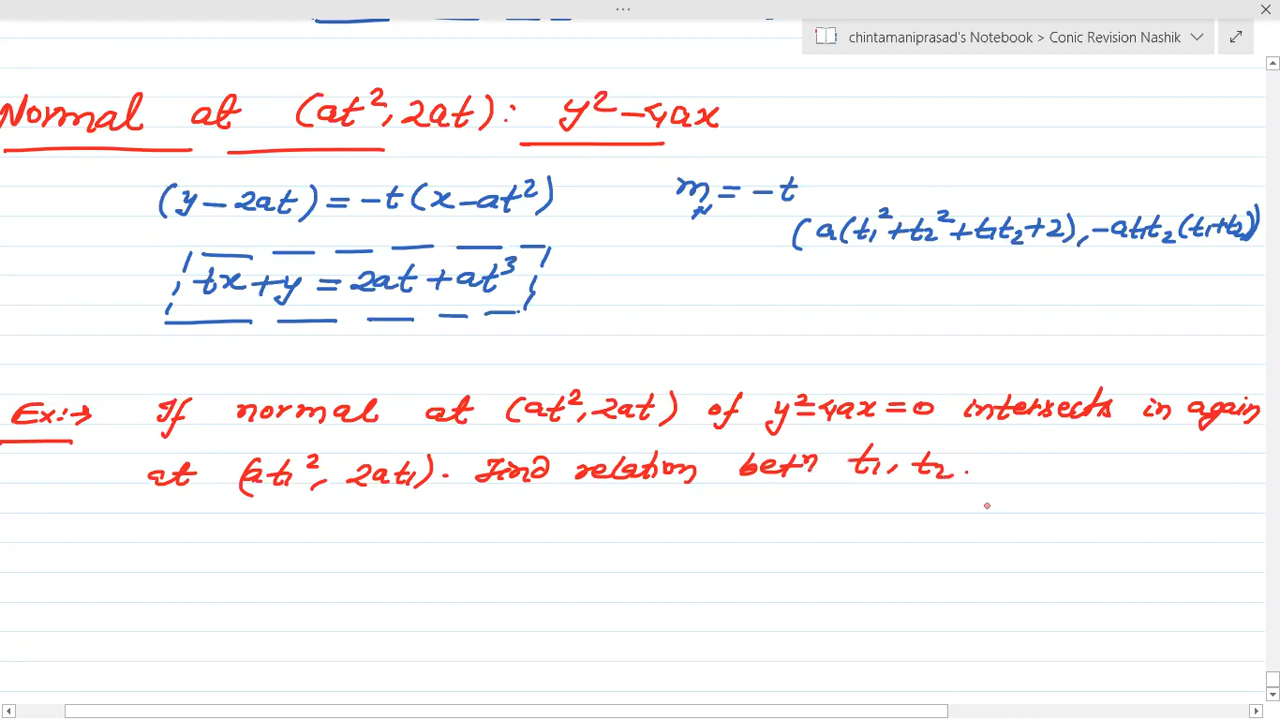 ...
chintamaniprasad's Notebook > Conic Revision Nashik
Normal at (at², 2at): y²-4ax
(y-2at) = -t(x-at²) m_N = -t
(a(t₁²+t₂²+t₁t₂+2), -at₁t₂(t₁+t₂))
tx+y = 2at+at³
Ex:→ If normal at (at², 2at) of y²=4ax=0 intersects in again
at (at₁², 2at₁). Find relation betⁿ t₁, t₂.